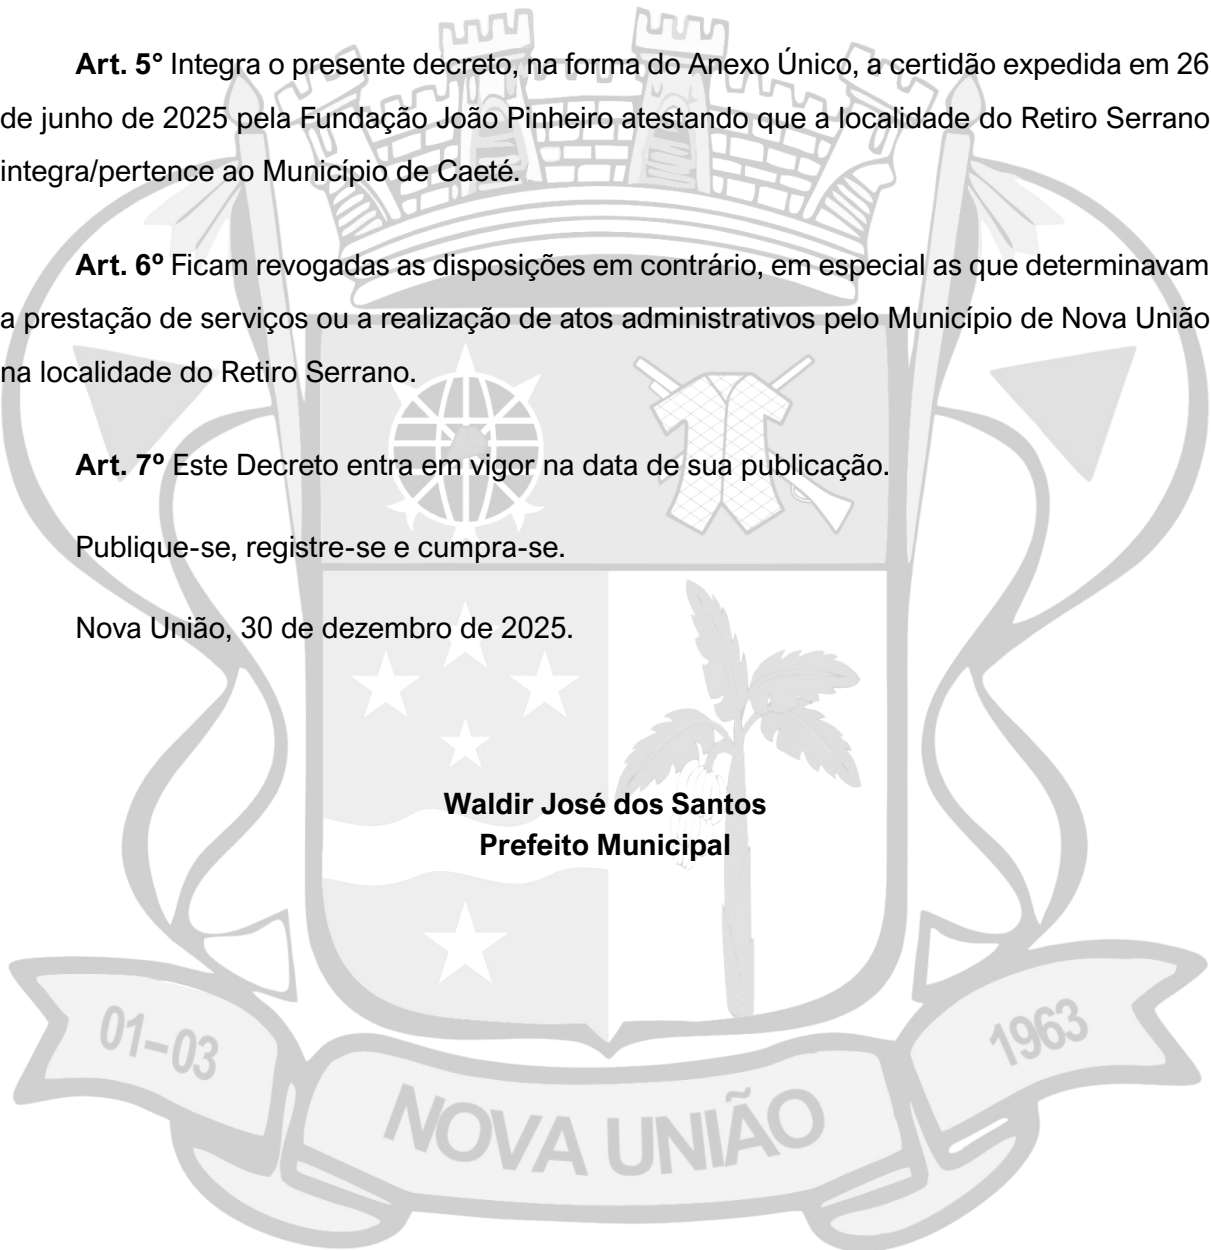 Art. 5° Integra o presente decreto, na forma do Anexo Único, a certidão expedida em 26
de junho de 2025 pela Fundação João Pinheiro atestando que a localidade do Retiro Serrano
integra/pertence ao Município de Caeté.
Art. 6º Ficam revogadas as disposições em contrário, em especial as que determinavam
a prestação de serviços ou a realização de atos administrativos pelo Município de Nova União
na localidade do Retiro Serrano.
Art. 7º Este Decreto entra em vigor na data de sua publicação.
Publique-se, registre-se e cumpra-se.
Nova União, 30 de dezembro de 2025.
Waldir José dos Santos
Prefeito Municipal
01-03
1963
NOVA UNIÃO